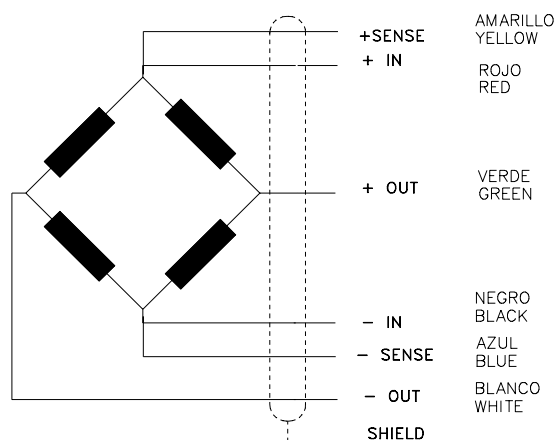 +SENSE AMARILLO
YELLOW
+ IN ROJO
RED
+ OUT VERDE
GREEN
− IN NEGRO
BLACK
− SENSE AZUL
BLUE
− OUT BLANCO
WHITE
SHIELD